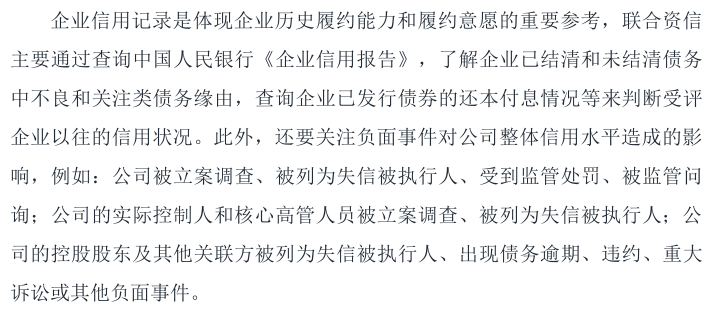 企业信用记录是体现企业历史履约能力和履约意愿的重要参考，联合资信
主要通过查询中国人民银行《企业信用报告》，了解企业已结清和未结清债务
中不良和关注类债务缘由，查询企业已发行债券的还本付息情况等来判断受评
企业以往的信用状况。此外，还要关注负面事件对公司整体信用水平造成的影
响，例如：公司被立案调查、被列为失信被执行人、受到监管处罚、被监管问
询；公司的实际控制人和核心高管人员被立案调查、被列为失信被执行人；公
司的控股股东及其他关联方被列为失信被执行人、出现债务逾期、违约、重大
诉讼或其他负面事件。